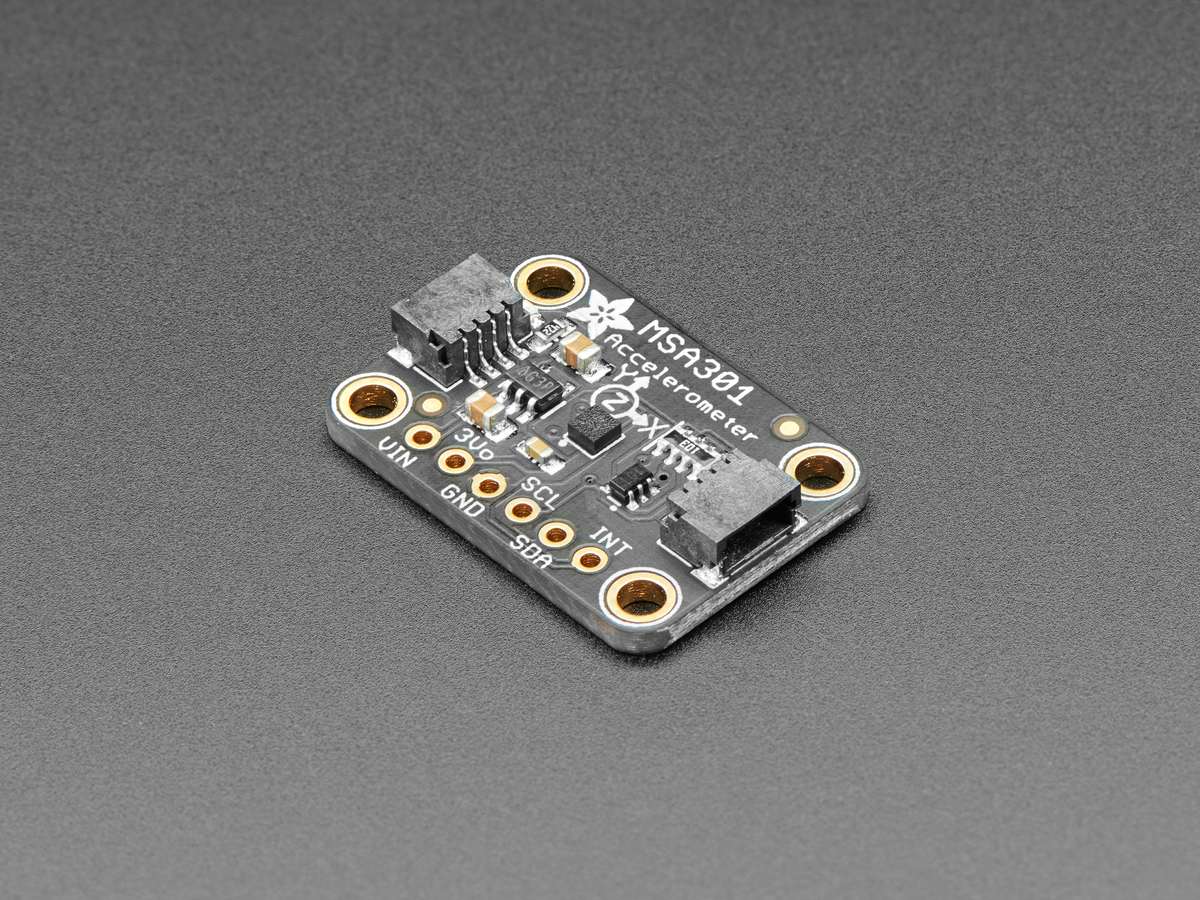 MSA301
Accelerometer
Y
Z
X
VIN
3Vo
GND
SCL
SDA
INT